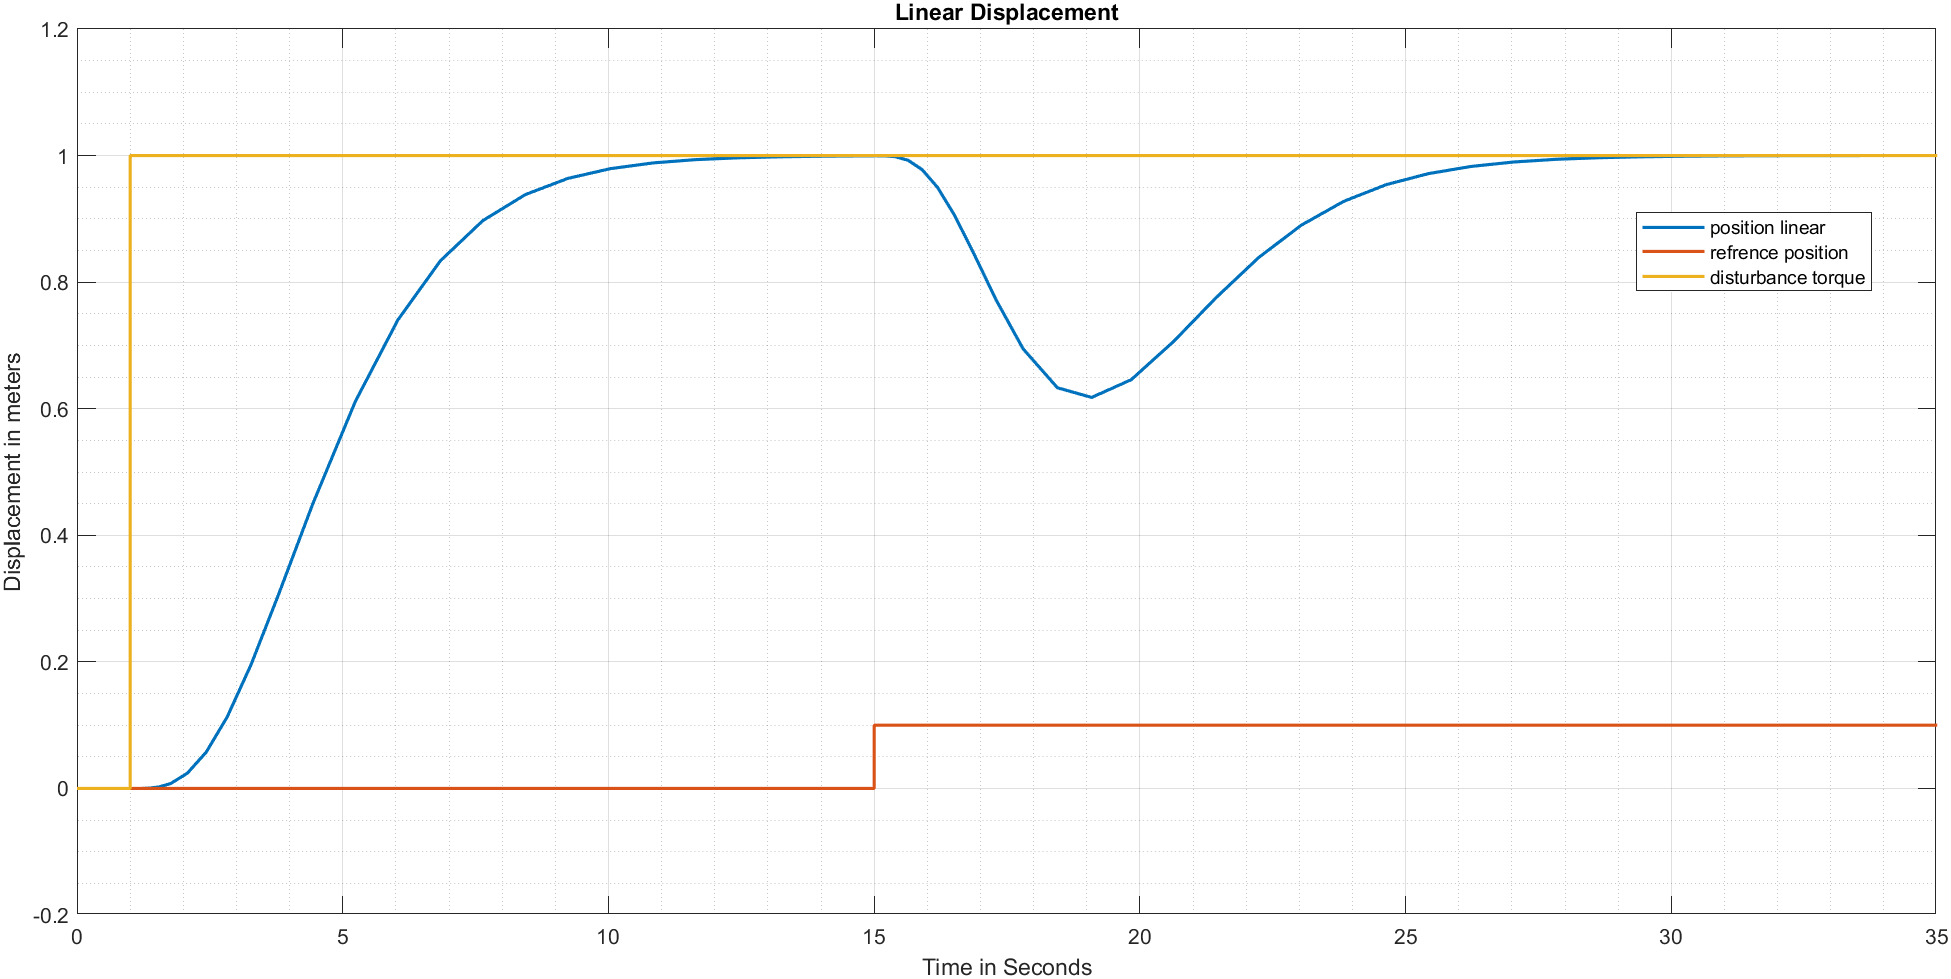 Linear Displacement
1.2
1
0.8
0.6
0.4
0.2
0
-0.2
Displacement in meters
position linear
refrence position
disturbance torque
0 5 10 15 20 25 30 35
Time in Seconds